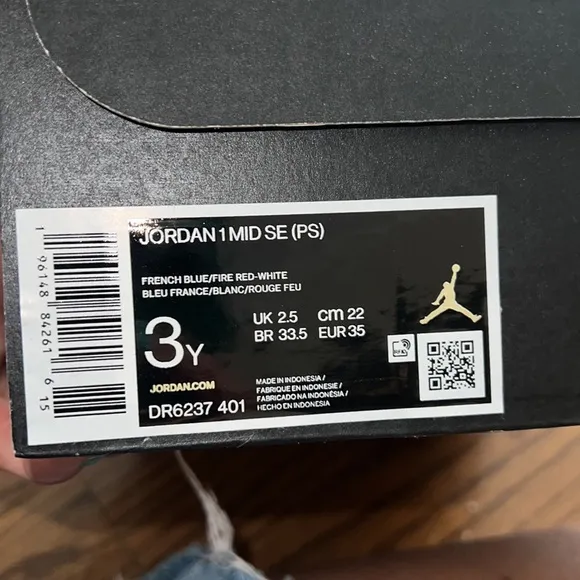 JORDAN 1 MID SE (PS)
FRENCH BLUE/FIRE RED-WHITE
BLEU FRANCE/BLANC/ROUGE FEU
3Y
UK 2.5 cm 22
BR 33.5 EUR 35
JORDAN.COM
DR6237 401
MADE IN INDONESIA /
FABRIQUE EN INDONESIE /
FABRICADO NA INDONÉSIA /
HECHO EN INDONESIA
RFID
1 96148 84261 6 15